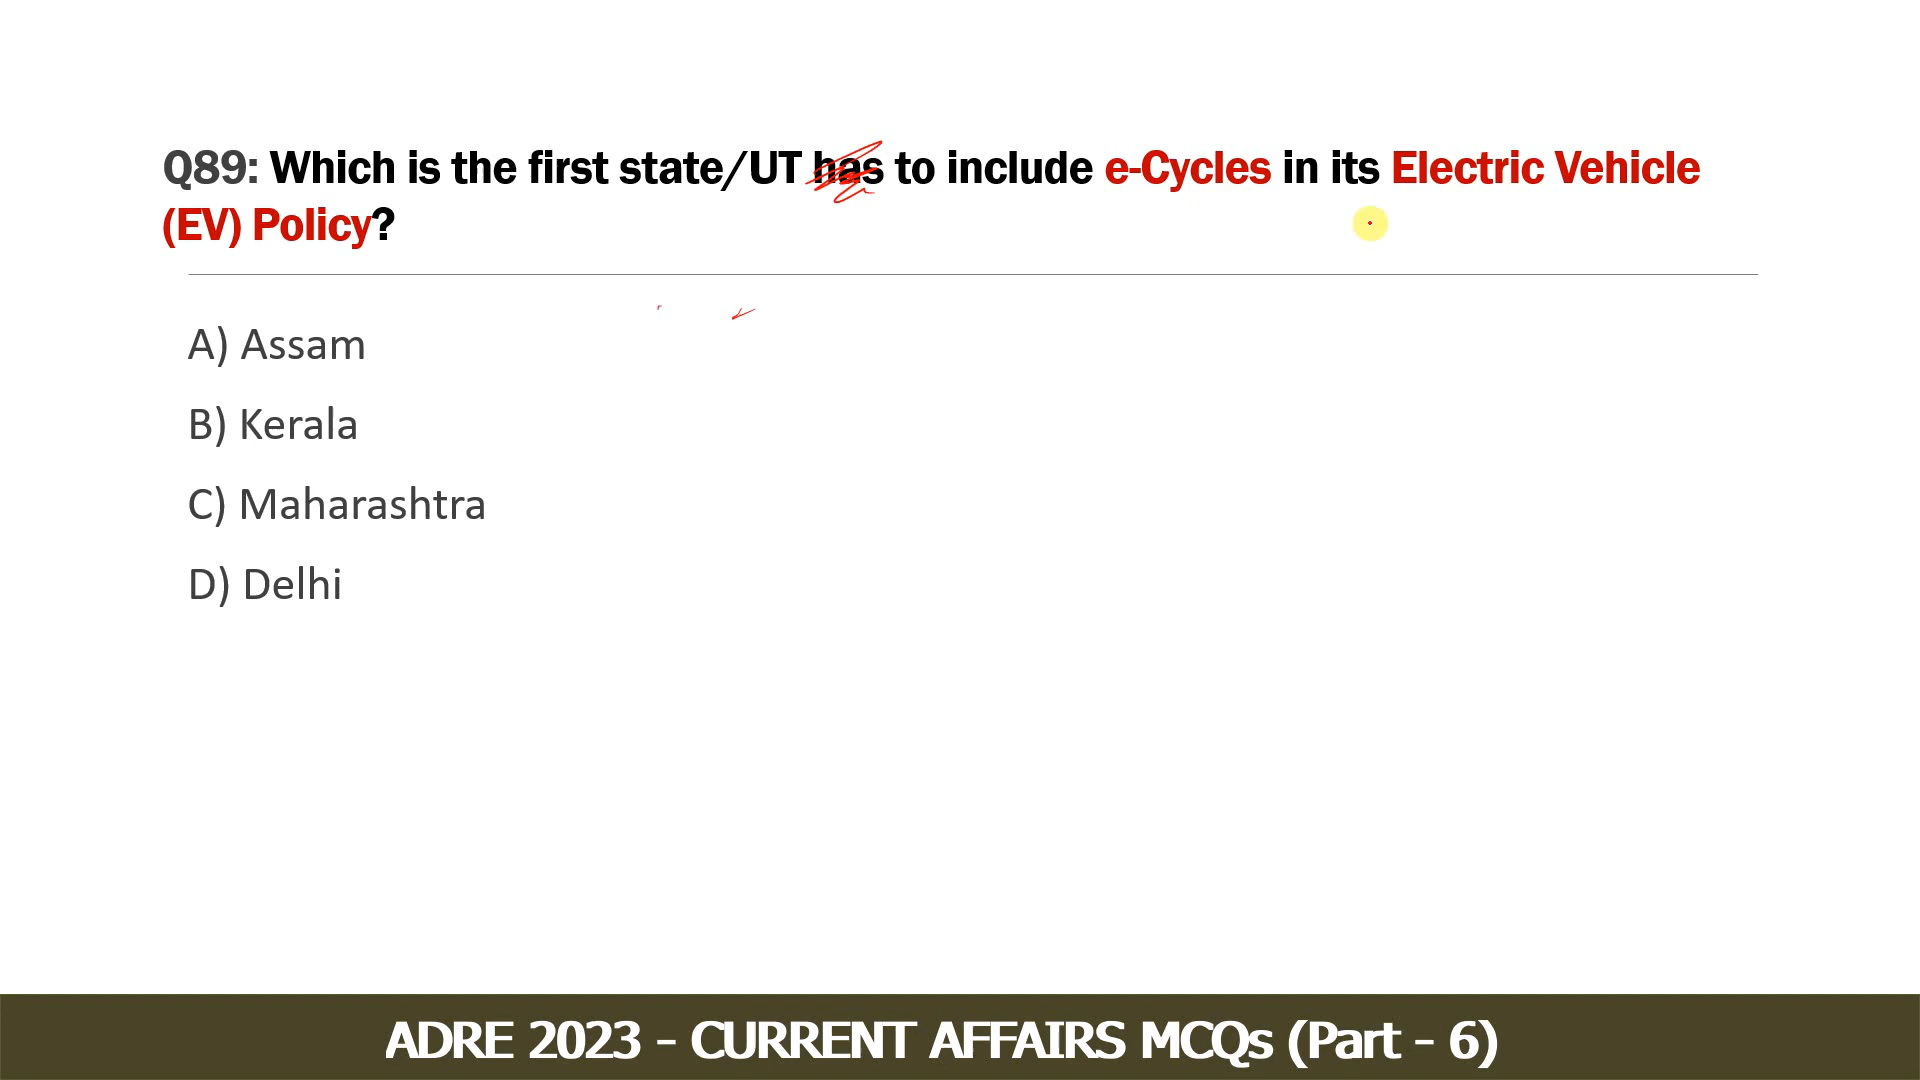 Q89: Which is the first state/UT has to include e-Cycles in its Electric Vehicle
(EV) Policy?
A) Assam
B) Kerala
C) Maharashtra
D) Delhi
ADRE 2023 - CURRENT AFFAIRS MCQs (Part - 6)